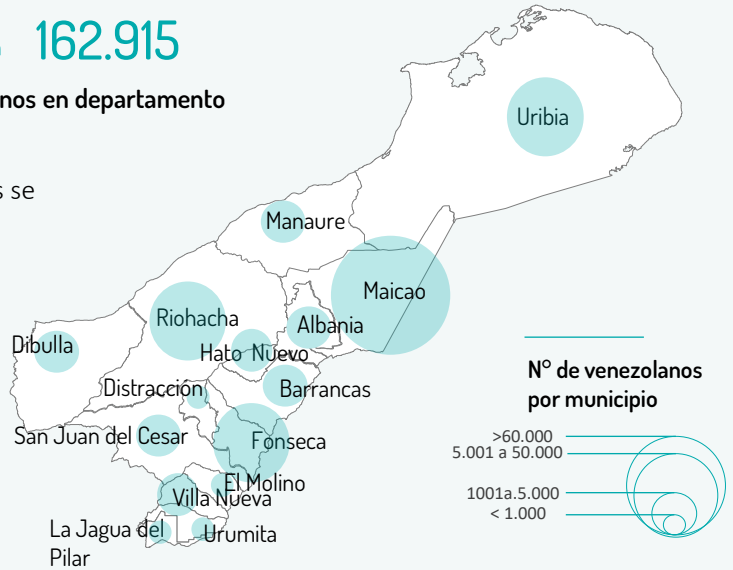 162.915
nos en departamento
s se
Uribia
Manaure
Maicao
Riohacha
Albania
Dibulla
Hato Nuevo
Distracción
Barrancas
San Juan del Cesar
Fonseca
El Molino
Villa Nueva
La Jagua del
Pilar
Urumita
N° de venezolanos
por municipio
>60.000
5.001 a 50.000
1001a.5.000
< 1.000